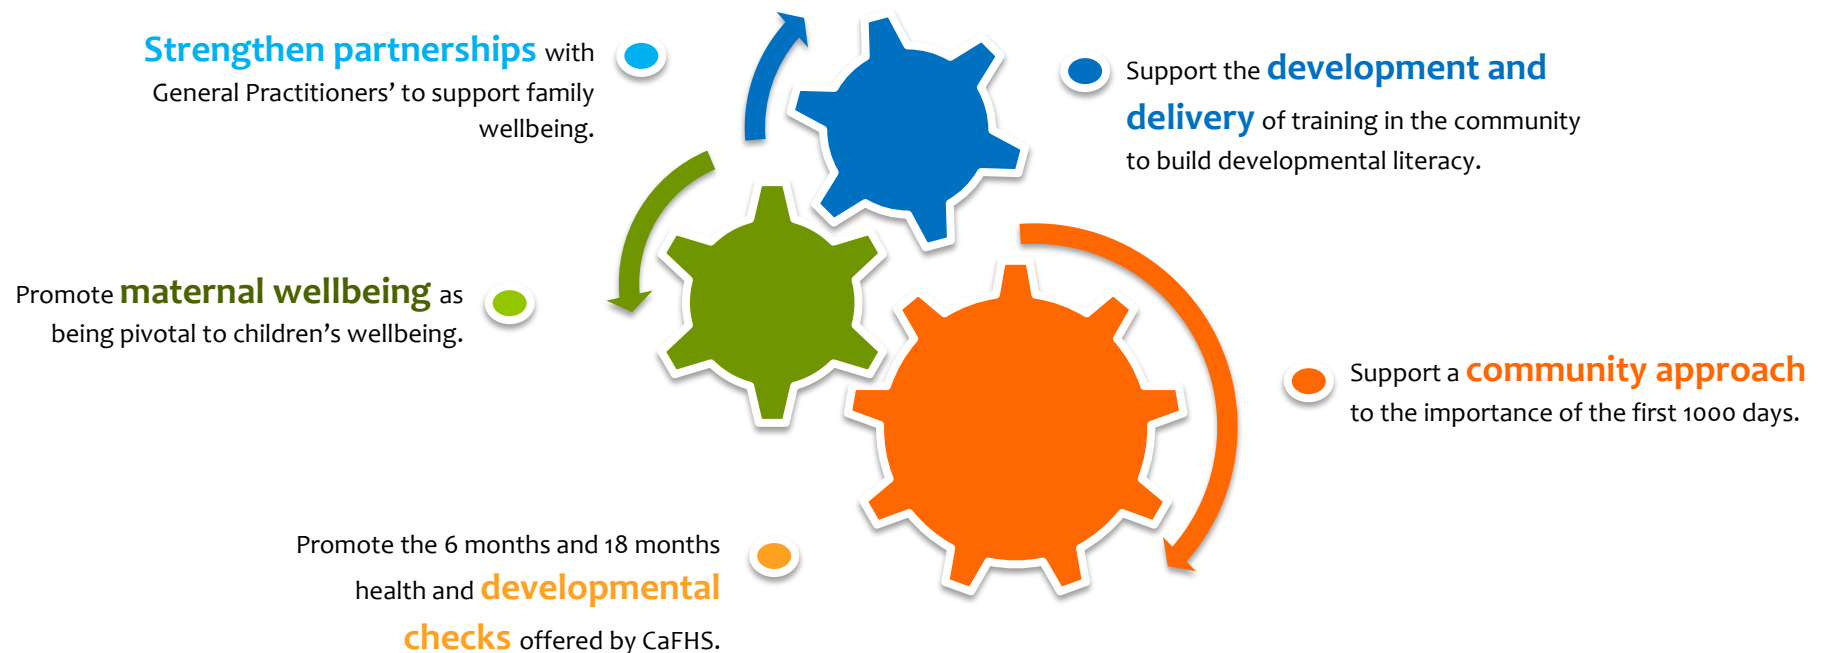 Strengthen partnerships with
General Practitioners’ to support family
wellbeing.
Support the development and
delivery of training in the community
to build developmental literacy.
Promote maternal wellbeing as
being pivotal to children’s wellbeing.
Support a community approach
to the importance of the first 1000 days.
Promote the 6 months and 18 months
health and developmental
checks offered by CaFHS.